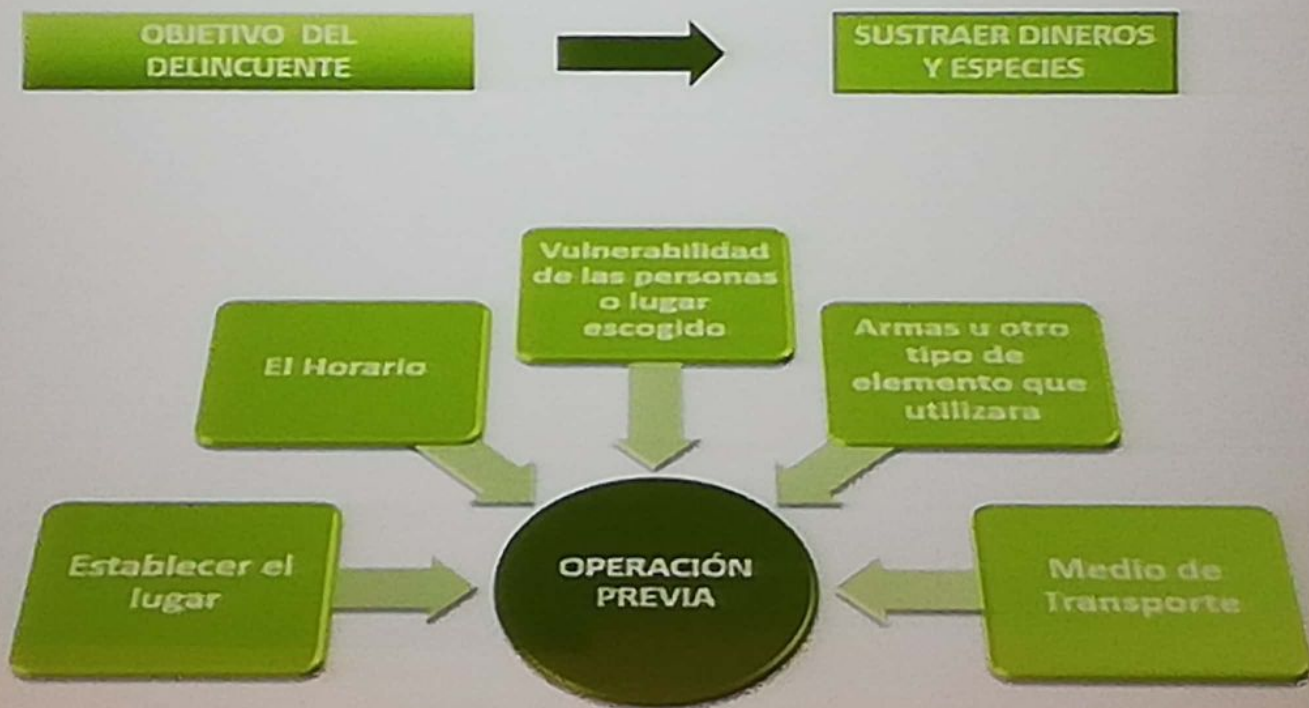 OBJETIVO DEL
DELINCUENTE
SUSTRAER DINEROS
Y ESPECIES
Vulnerabilidad
de las personas
o lugar
escogido
El Horario
Armas u otro
tipo de
elemento que
utilizara
Establecer el
lugar
OPERACIÓN
PREVIA
Medio de
Transporte